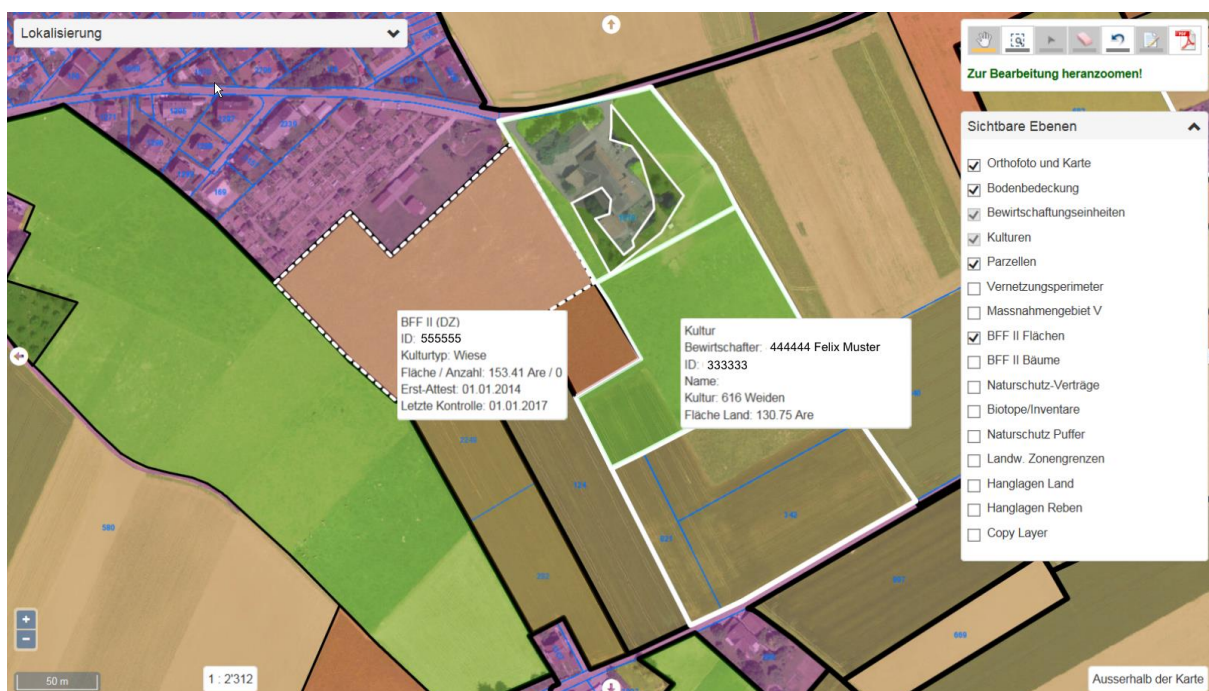 Lokalisierung
Zur Bearbeitung heranzoomen!
Sichtbare Ebenen
Orthofoto und Karte
Bodenbedeckung
Bewirtschaftungseinheiten
Kulturen
Parzellen
Vernetzungsperimeter
Massnahmengebiet V
BFF II Flächen
BFF II Bäume
Naturschutz-Verträge
Biotope/Inventare
Naturschutz Puffer
Landw. Zonengrenzen
Hanglagen Land
Hanglagen Reben
Copy Layer
BFF II (DZ)
ID: 555555
Kulturtyp: Wiese
Fläche / Anzahl: 153.41 Are / 0
Erst-Attest: 01.01.2014
Letzte Kontrolle: 01.01.2017
Kultur
Bewirtschafter: 444444 Felix Muster
ID: 333333
Name:
Kultur: 616 Weiden
Fläche Land: 130.75 Are
169
580
+
-
50 m
1 : 2'312
Ausserhalb der Karte